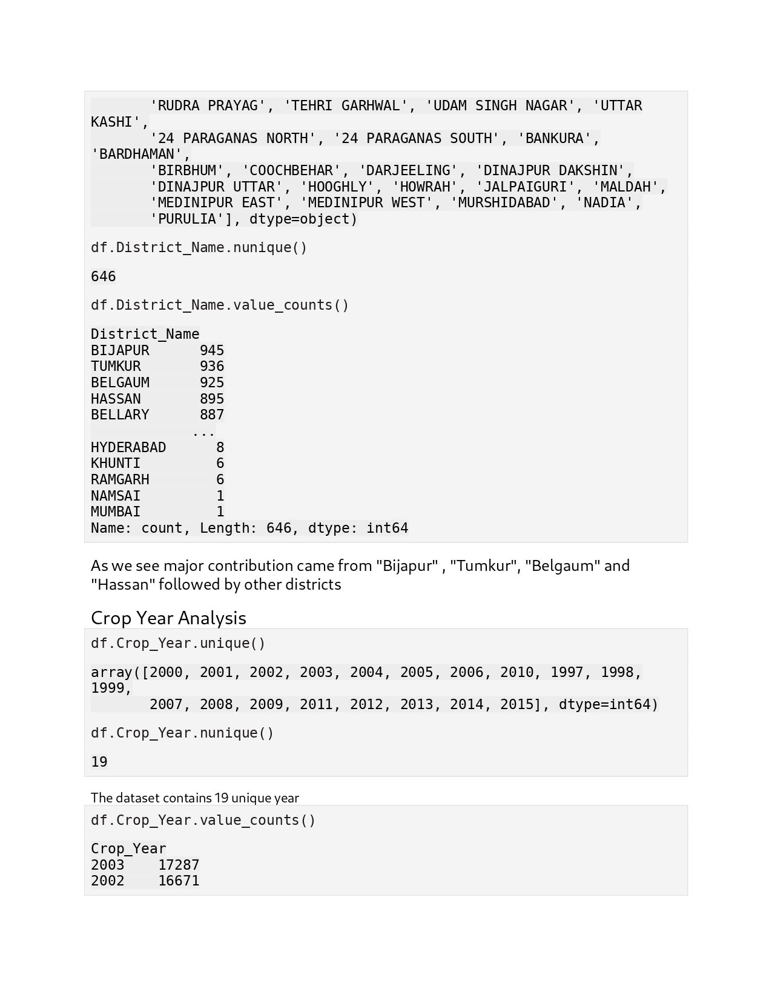 'RUDRA PRAYAG', 'TEHRI GARHWAL', 'UDAM SINGH NAGAR', 'UTTAR
KASHI',
'24 PARAGANAS NORTH', '24 PARAGANAS SOUTH', 'BANKURA',
'BARDHAMAN',
'BIRBHUM', 'COOCHBEHAR', 'DARJEELING', 'DINAJPUR DAKSHIN',
'DINAJPUR UTTAR', 'HOOGHLY', 'HOWRAH', 'JALPAIGURI', 'MALDAH',
'MEDINIPUR EAST', 'MEDINIPUR WEST', 'MURSHIDABAD', 'NADIA',
'PURULIA'], dtype=object)
df.District_Name.nunique()
646
df.District_Name.value_counts()
District_Name
BIJAPUR      945
TUMKUR       936
BELGAUM      925
HASSAN       895
BELLARY      887
...
HYDERABAD      8
KHUNTI         6
RAMGARH        6
NAMSAI         1
MUMBAI         1
Name: count, Length: 646, dtype: int64
As we see major contribution came from "Bijapur" , "Tumkur", "Belgaum" and
"Hassan" followed by other districts
Crop Year Analysis
df.Crop_Year.unique()
array([2000, 2001, 2002, 2003, 2004, 2005, 2006, 2010, 1997, 1998,
1999,
2007, 2008, 2009, 2011, 2012, 2013, 2014, 2015], dtype=int64)
df.Crop_Year.nunique()
19
The dataset contains 19 unique year
df.Crop_Year.value_counts()
Crop_Year
2003    17287
2002    16671